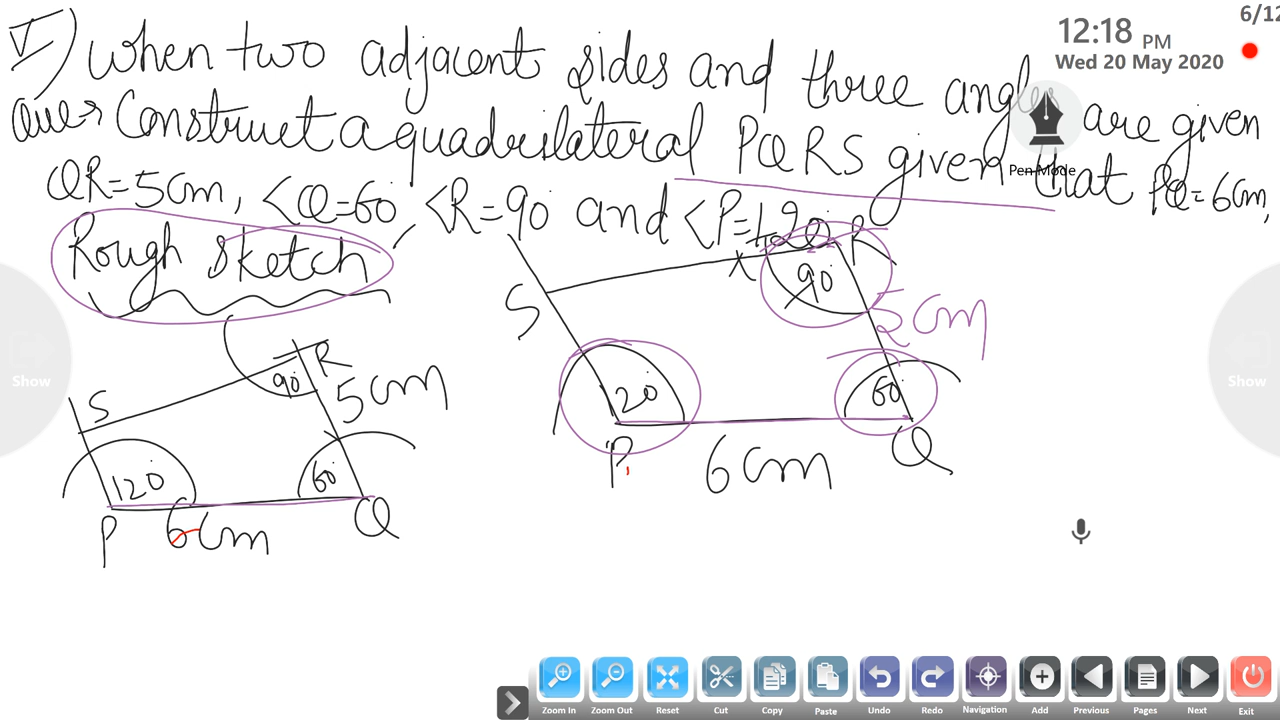 6/12
12:18 PM
Wed 20 May 2020
V) When two adjacent sides and three angles are given
Que→ Construct a quadrilateral PQRS given that PQ = 6cm,
QR = 5cm, <Q = 60° <R = 90° and <P = 120°
Pen Mode
Rough Sketch
R
90°
S
5cm
120°
60°
P
6cm
Q
S
R
90°
5cm
120°
60°
P
6cm
Q
Show
Show
Zoom In Zoom Out Reset Cut Copy Paste Undo Redo Navigation Add Previous Pages Next Exit